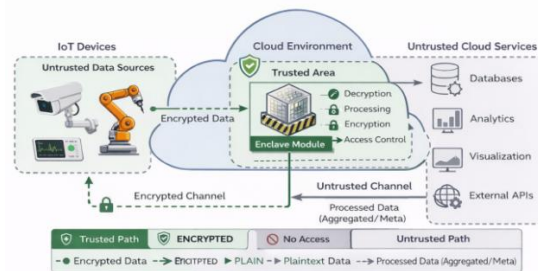 IoT Devices
Untrusted Data Sources
Encrypted Data
Cloud Environment
Trusted Area
Decryption
Processing
Encryption
Access Control
Enclave Module
Untrusted Cloud Services
Databases
Analytics
Visualization
External APIs
Encrypted Channel
Untrusted Channel
Processed Data
(Aggregated/Meta)
Trusted Path
ENCRYPTED
No Access
Untrusted Path
Encrypted Data
PLAIN
Plaintext Data
Processed Data (Aggregated/Meta)